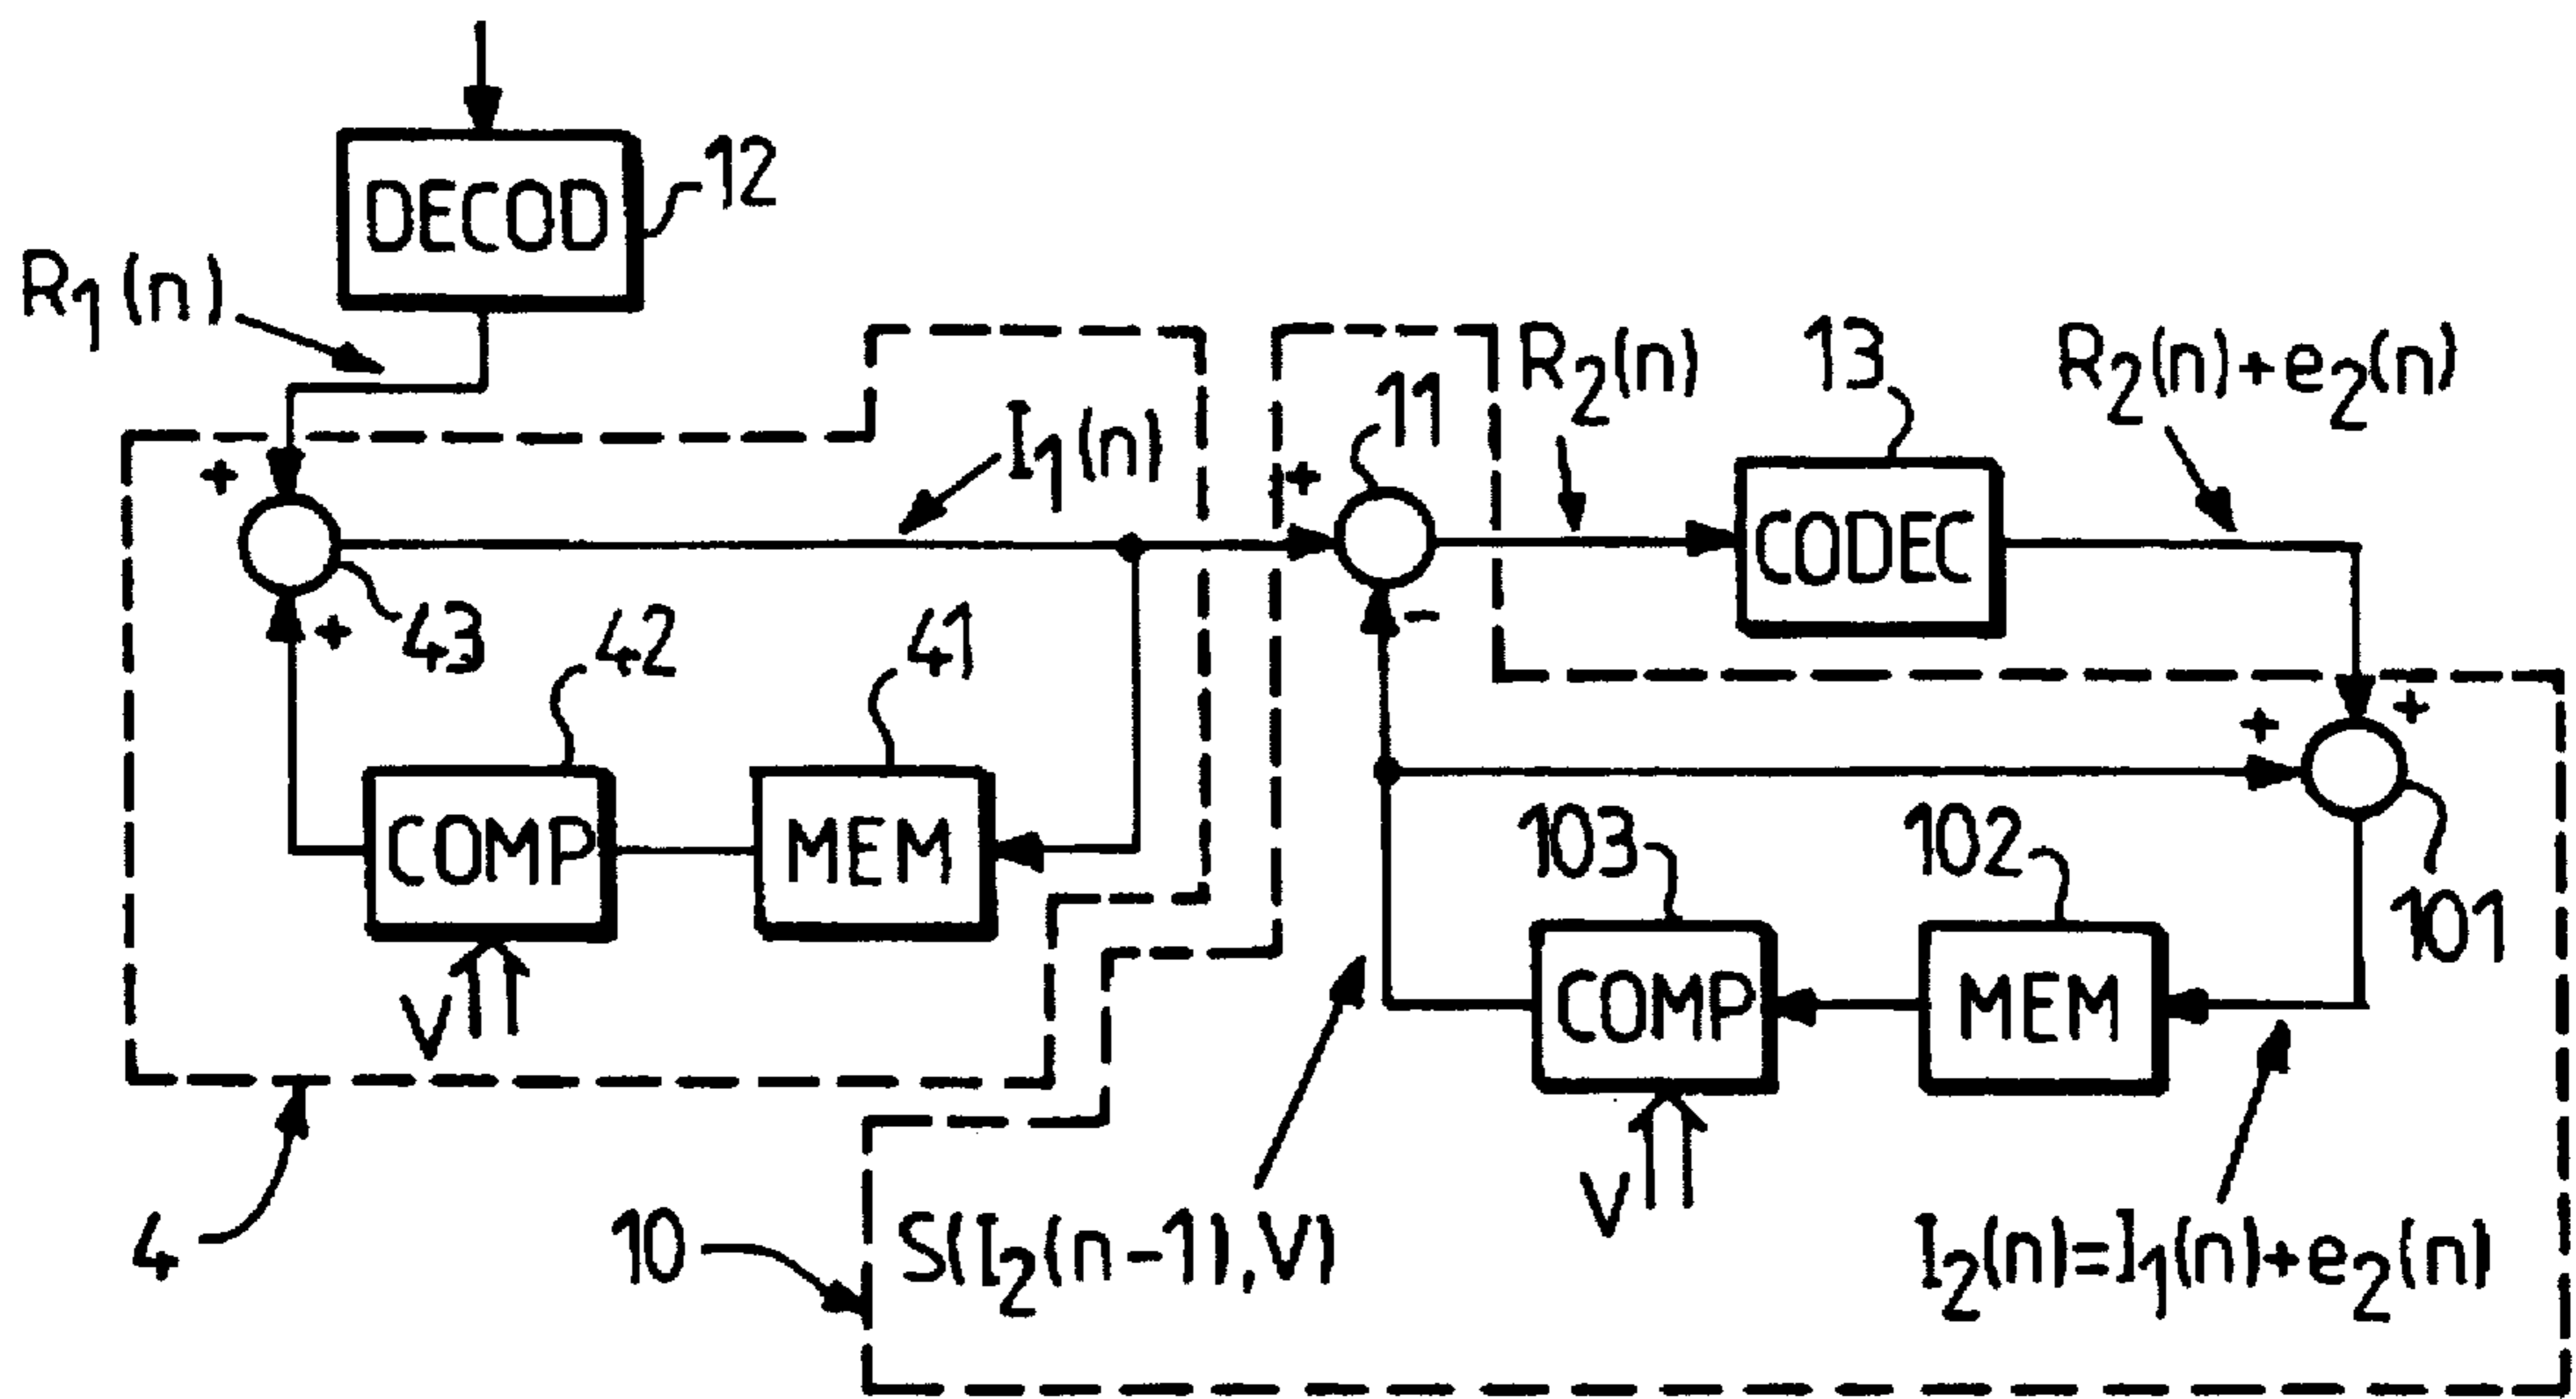 DECOD
12
R1(n)
I1(n)
11
R2(n)
13
R2(n)+e2(n)
+
+
CODEC
+
43
42
41
-
+
+
COMP
MEM
103
102
101
V
COMP
MEM
V
4
10
S(I2(n-1),V)
I2(n)=I1(n)+e2(n)